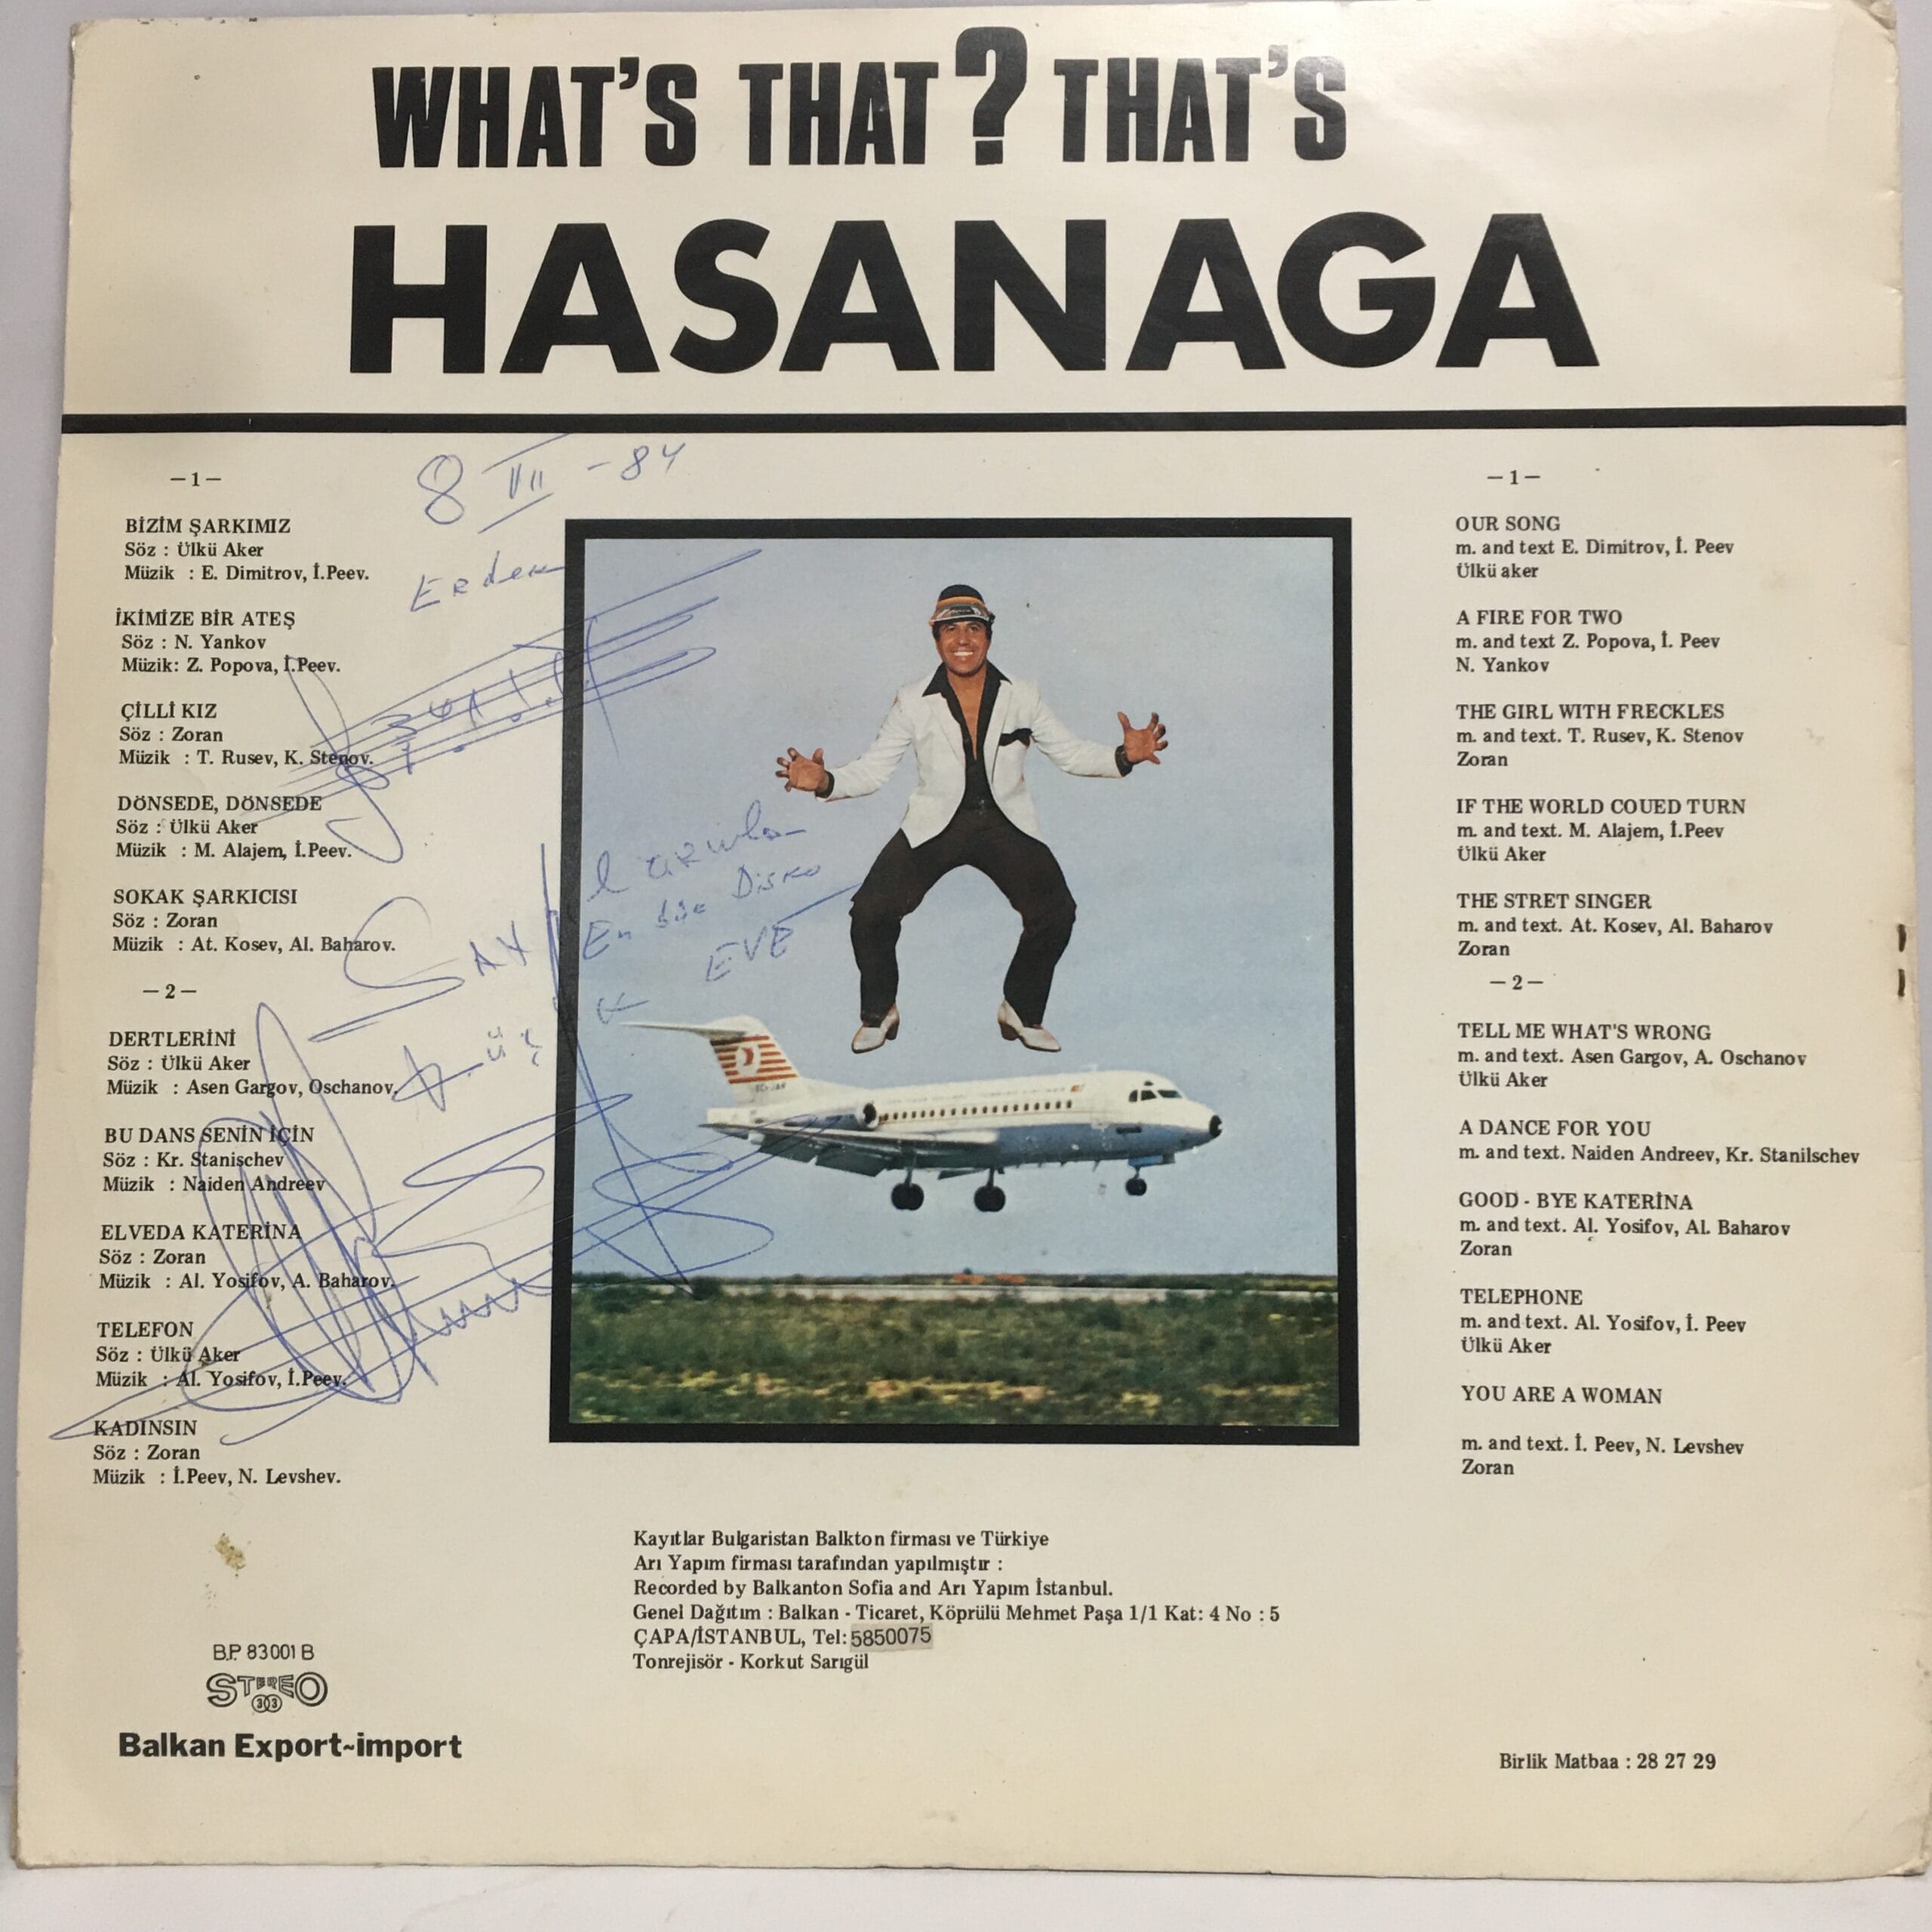 WHAT'S THAT? THAT'S
HASANAGA
8 VII -84
Erdek
—1—
BİZİM ŞARKIMIZ
Söz : Ülkü Aker
Müzik : E. Dimitrov, İ.Peev.
İKİMİZE BİR ATEŞ
Söz : N. Yankov
Müzik: Z. Popova, İ.Peev.
ÇİLLİ KIZ
Söz : Zoran
Müzik : T. Rusev, K. Stenov.
DÖNSEDE, DÖNSEDE
Söz : Ülkü Aker
Müzik : M. Alajem, İ.Peev.
SOKAK ŞARKICISI
Söz : Zoran
Müzik : At. Kosev, Al. Baharov.
—2—
DERTLERİNİ
Söz : Ülkü Aker
Müzik : Asen Gargov, Oschanov.
BU DANS SENİN İÇİN
Söz : Kr. Stanischev
Müzik : Naiden Andreev
ELVEDA KATERİNA
Söz : Zoran
Müzik : Al. Yosifov, A. Baharov.
TELEFON
Söz : Ülkü Aker
Müzik : Al. Yosifov, İ.Peev.
KADINSIN
Söz : Zoran
Müzik : İ.Peev, N. Levshev.
Disko
EVE
—1—
OUR SONG
m. and text E. Dimitrov, İ. Peev
Ülkü aker
A FIRE FOR TWO
m. and text Z. Popova, İ. Peev
N. Yankov
THE GIRL WITH FRECKLES
m. and text. T. Rusev, K. Stenov
Zoran
IF THE WORLD COUED TURN
m. and text. M. Alajem, İ.Peev
Ülkü Aker
THE STRET SINGER
m. and text. At. Kosev, Al. Baharov
Zoran
—2—
TELL ME WHAT'S WRONG
m. and text. Asen Gargov, A. Oschanov
Ülkü Aker
A DANCE FOR YOU
m. and text. Naiden Andreev, Kr. Stanilschev
GOOD - BYE KATERİNA
m. and text. Al. Yosifov, Al. Baharov
Zoran
TELEPHONE
m. and text. Al. Yosifov, İ. Peev
Ülkü Aker
YOU ARE A WOMAN
m. and text. İ. Peev, N. Levshev
Zoran
Kayıtlar Bulgaristan Balkton firması ve Türkiye
Arı Yapım firması tarafından yapılmıştır :
Recorded by Balkanton Sofia and Arı Yapım İstanbul.
Genel Dağıtım : Balkan - Ticaret, Köprülü Mehmet Paşa 1/1 Kat: 4 No : 5
ÇAPA/İSTANBUL, Tel: 5850075
Tonrejisör - Korkut Sarıgül
B.P. 83001 B
STEREO
303
Balkan Export-import
Birlik Matbaa : 28 27 29